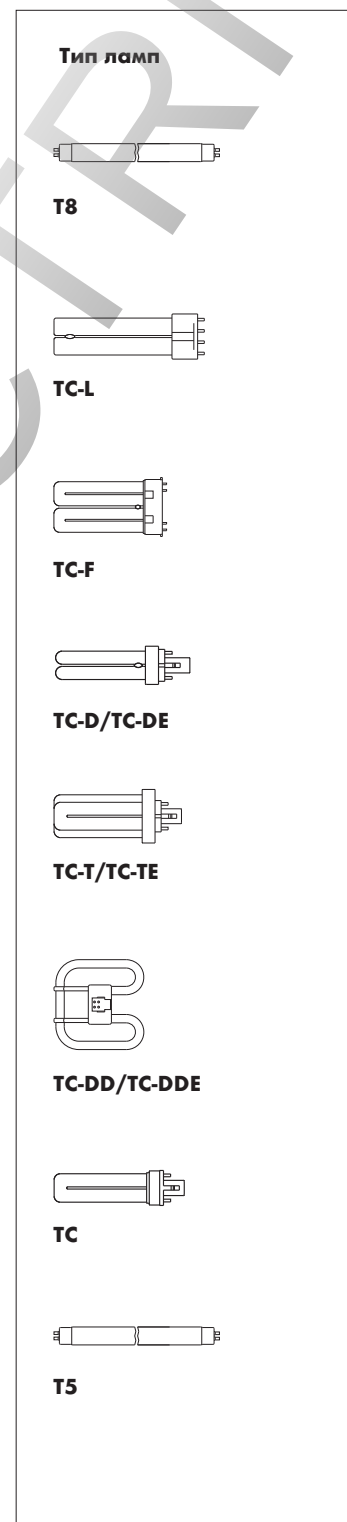 Тип ламп
T8
TC-L
TC-F
TC-D/TC-DE
TC-T/TC-TE
TC-DD/TC-DDE
TC
T5